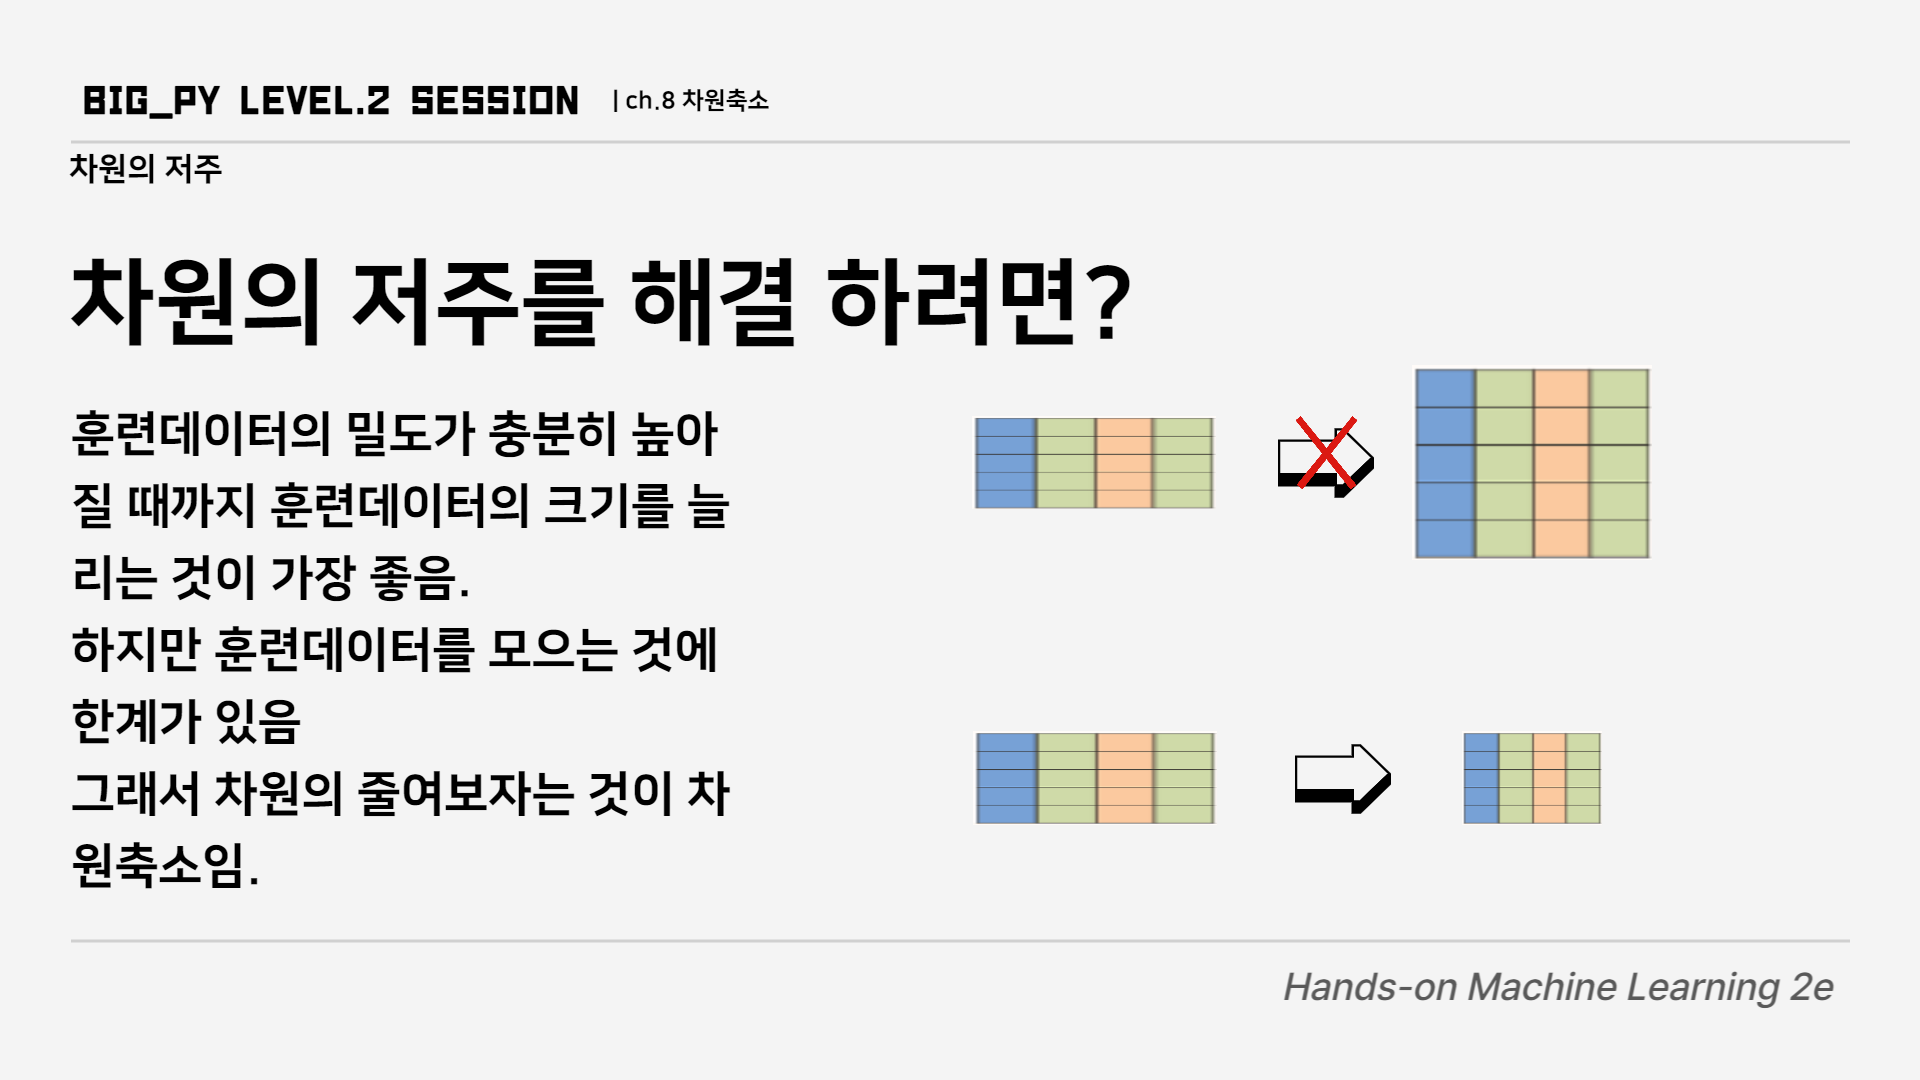 BIG_PY LEVEL.2 SESSION | ch.8 차원축소
차원의 저주
차원의 저주를 해결 하려면?
훈련데이터의 밀도가 충분히 높아
질 때까지 훈련데이터의 크기를 늘
리는 것이 가장 좋음.
하지만 훈련데이터를 모으는 것에
한계가 있음
그래서 차원의 줄여보자는 것이 차
원축소임.
Hands-on Machine Learning 2e